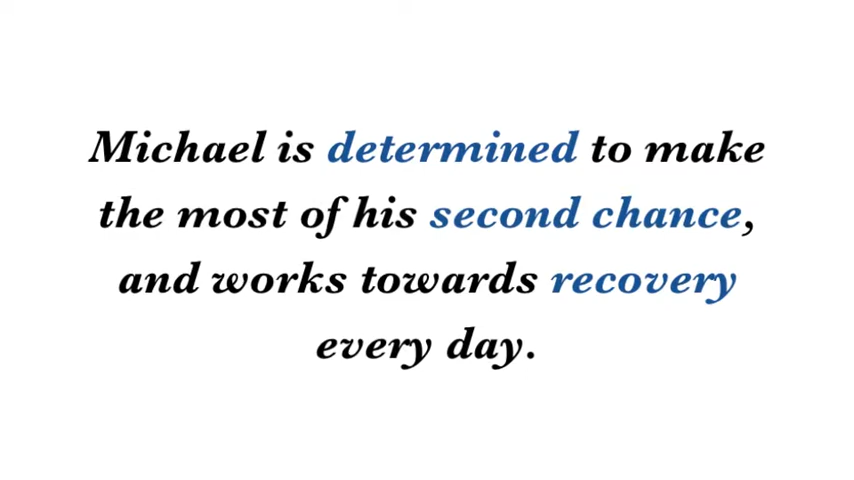 Michael is determined to make
the most of his second chance,
and works towards recovery
every day.